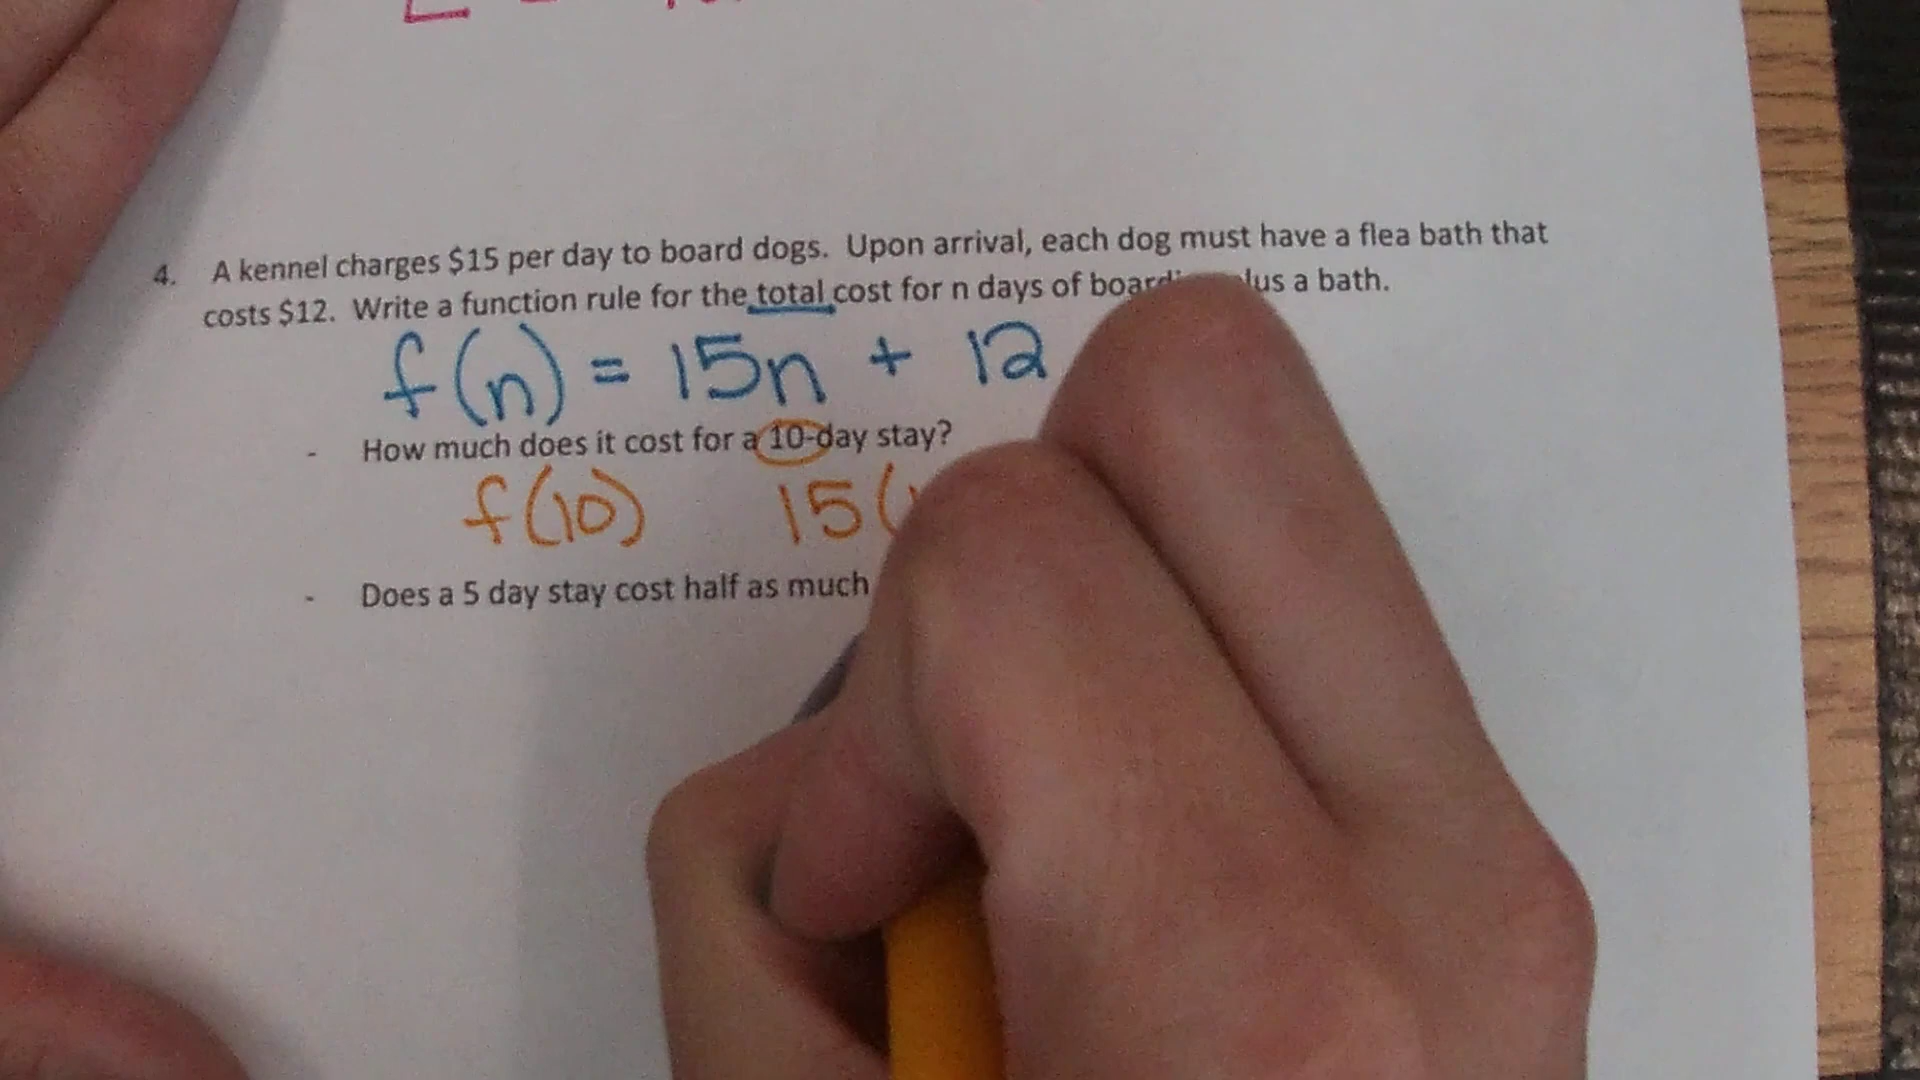 4. A kennel charges $15 per day to board dogs. Upon arrival, each dog must have a flea bath that
costs $12. Write a function rule for the total cost for n days of a bath.
f(n) = 15n + 12
- How much does it cost for a 10-day stay?
f(10) 15(
- Does a 5 day stay cost half as much